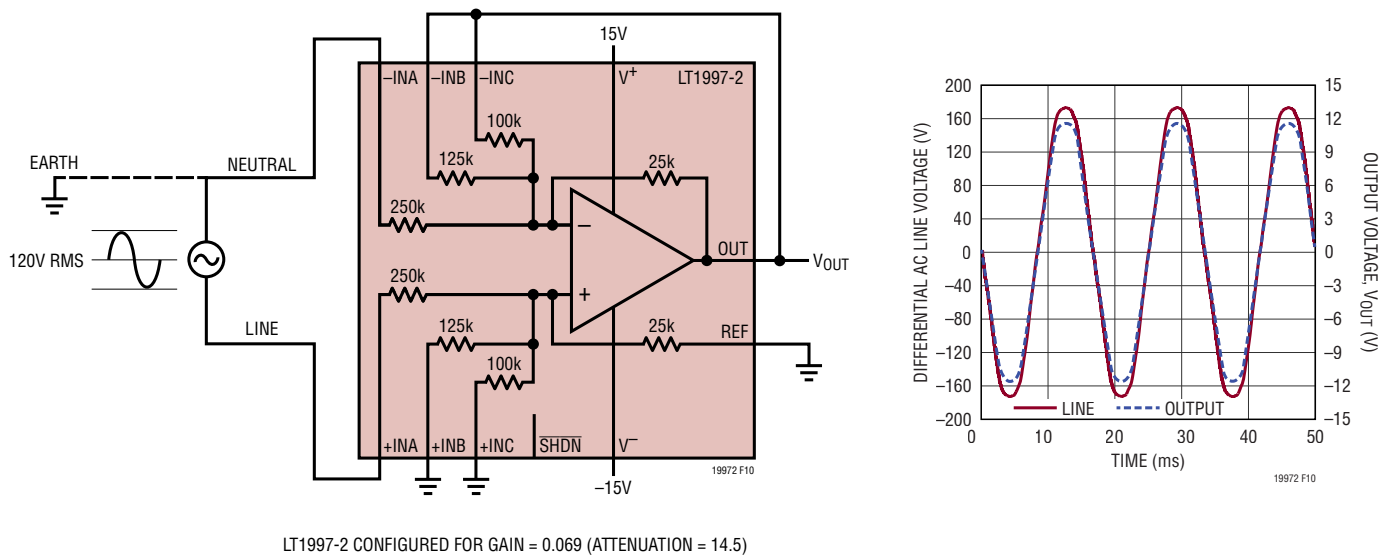 15V
–INA –INB –INC V+ LT1997-2
100k
125k 25k
EARTH
NEUTRAL
250k
–
120V RMS
OUT
VOUT
250k
+
LINE
125k 25k REF
100k
+INA +INB +INC SHDN V–
19972 F10
–15V
200 15
160 12
120 9
80 6
40 3
0 0
–40 –3
–80 –6
–120 –9
–160 –12
–200 –15
DIFFERENTIAL AC LINE VOLTAGE (V)
OUTPUT VOLTAGE, VOUT (V)
LINE OUTPUT
0 10 20 30 40 50
TIME (ms)
19972 F10
LT1997-2 CONFIGURED FOR GAIN = 0.069 (ATTENUATION = 14.5)